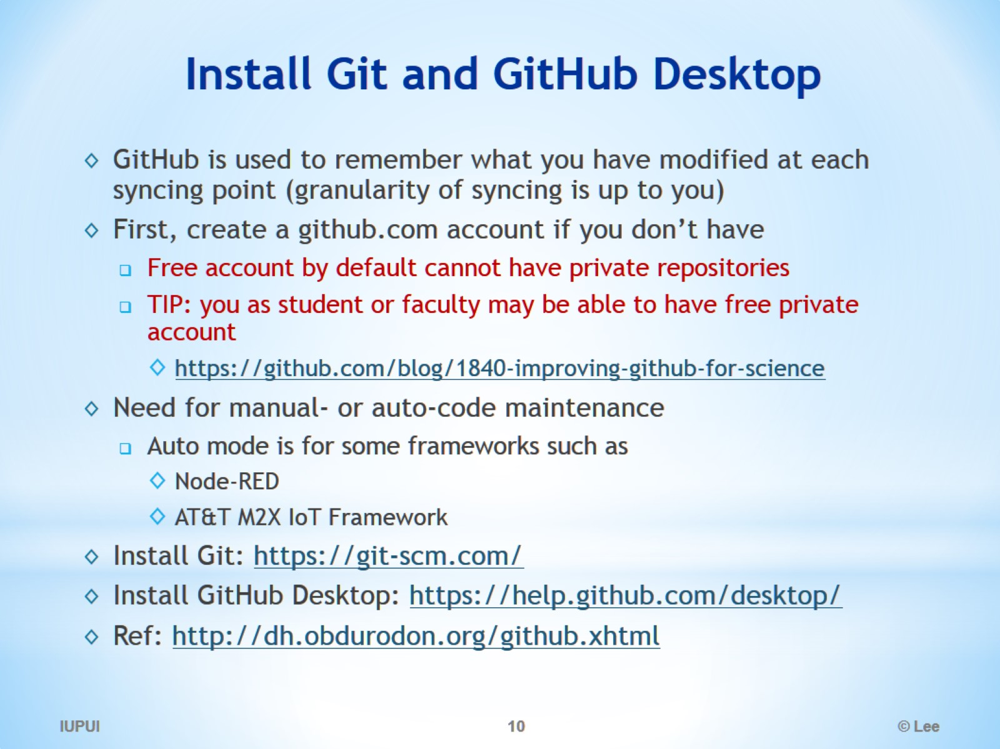 Install Git and GitHub Desktop
GitHub is used to remember what you have modified at each
syncing point (granularity of syncing is up to you)
First, create a github.com account if you don’t have
Free account by default cannot have private repositories
TIP: you as student or faculty may be able to have free private
account
https://github.com/blog/1840-improving-github-for-science
Need for manual- or auto-code maintenance
Auto mode is for some frameworks such as
Node-RED
AT&T M2X IoT Framework
Install Git: https://git-scm.com/
Install GitHub Desktop: https://help.github.com/desktop/
Ref: http://dh.obdurodon.org/github.xhtml
IUPUI 10 © Lee